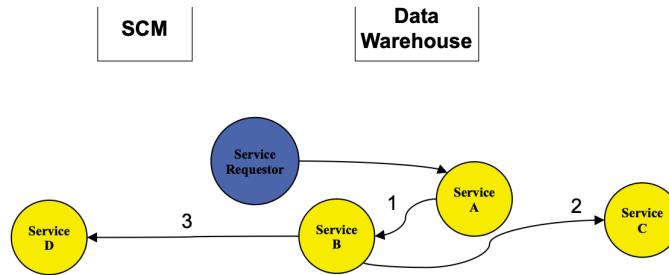 SCM
Data
Warehouse
Service
Requestor
Service
A
1
2
Service
C
3
Service
B
Service
D